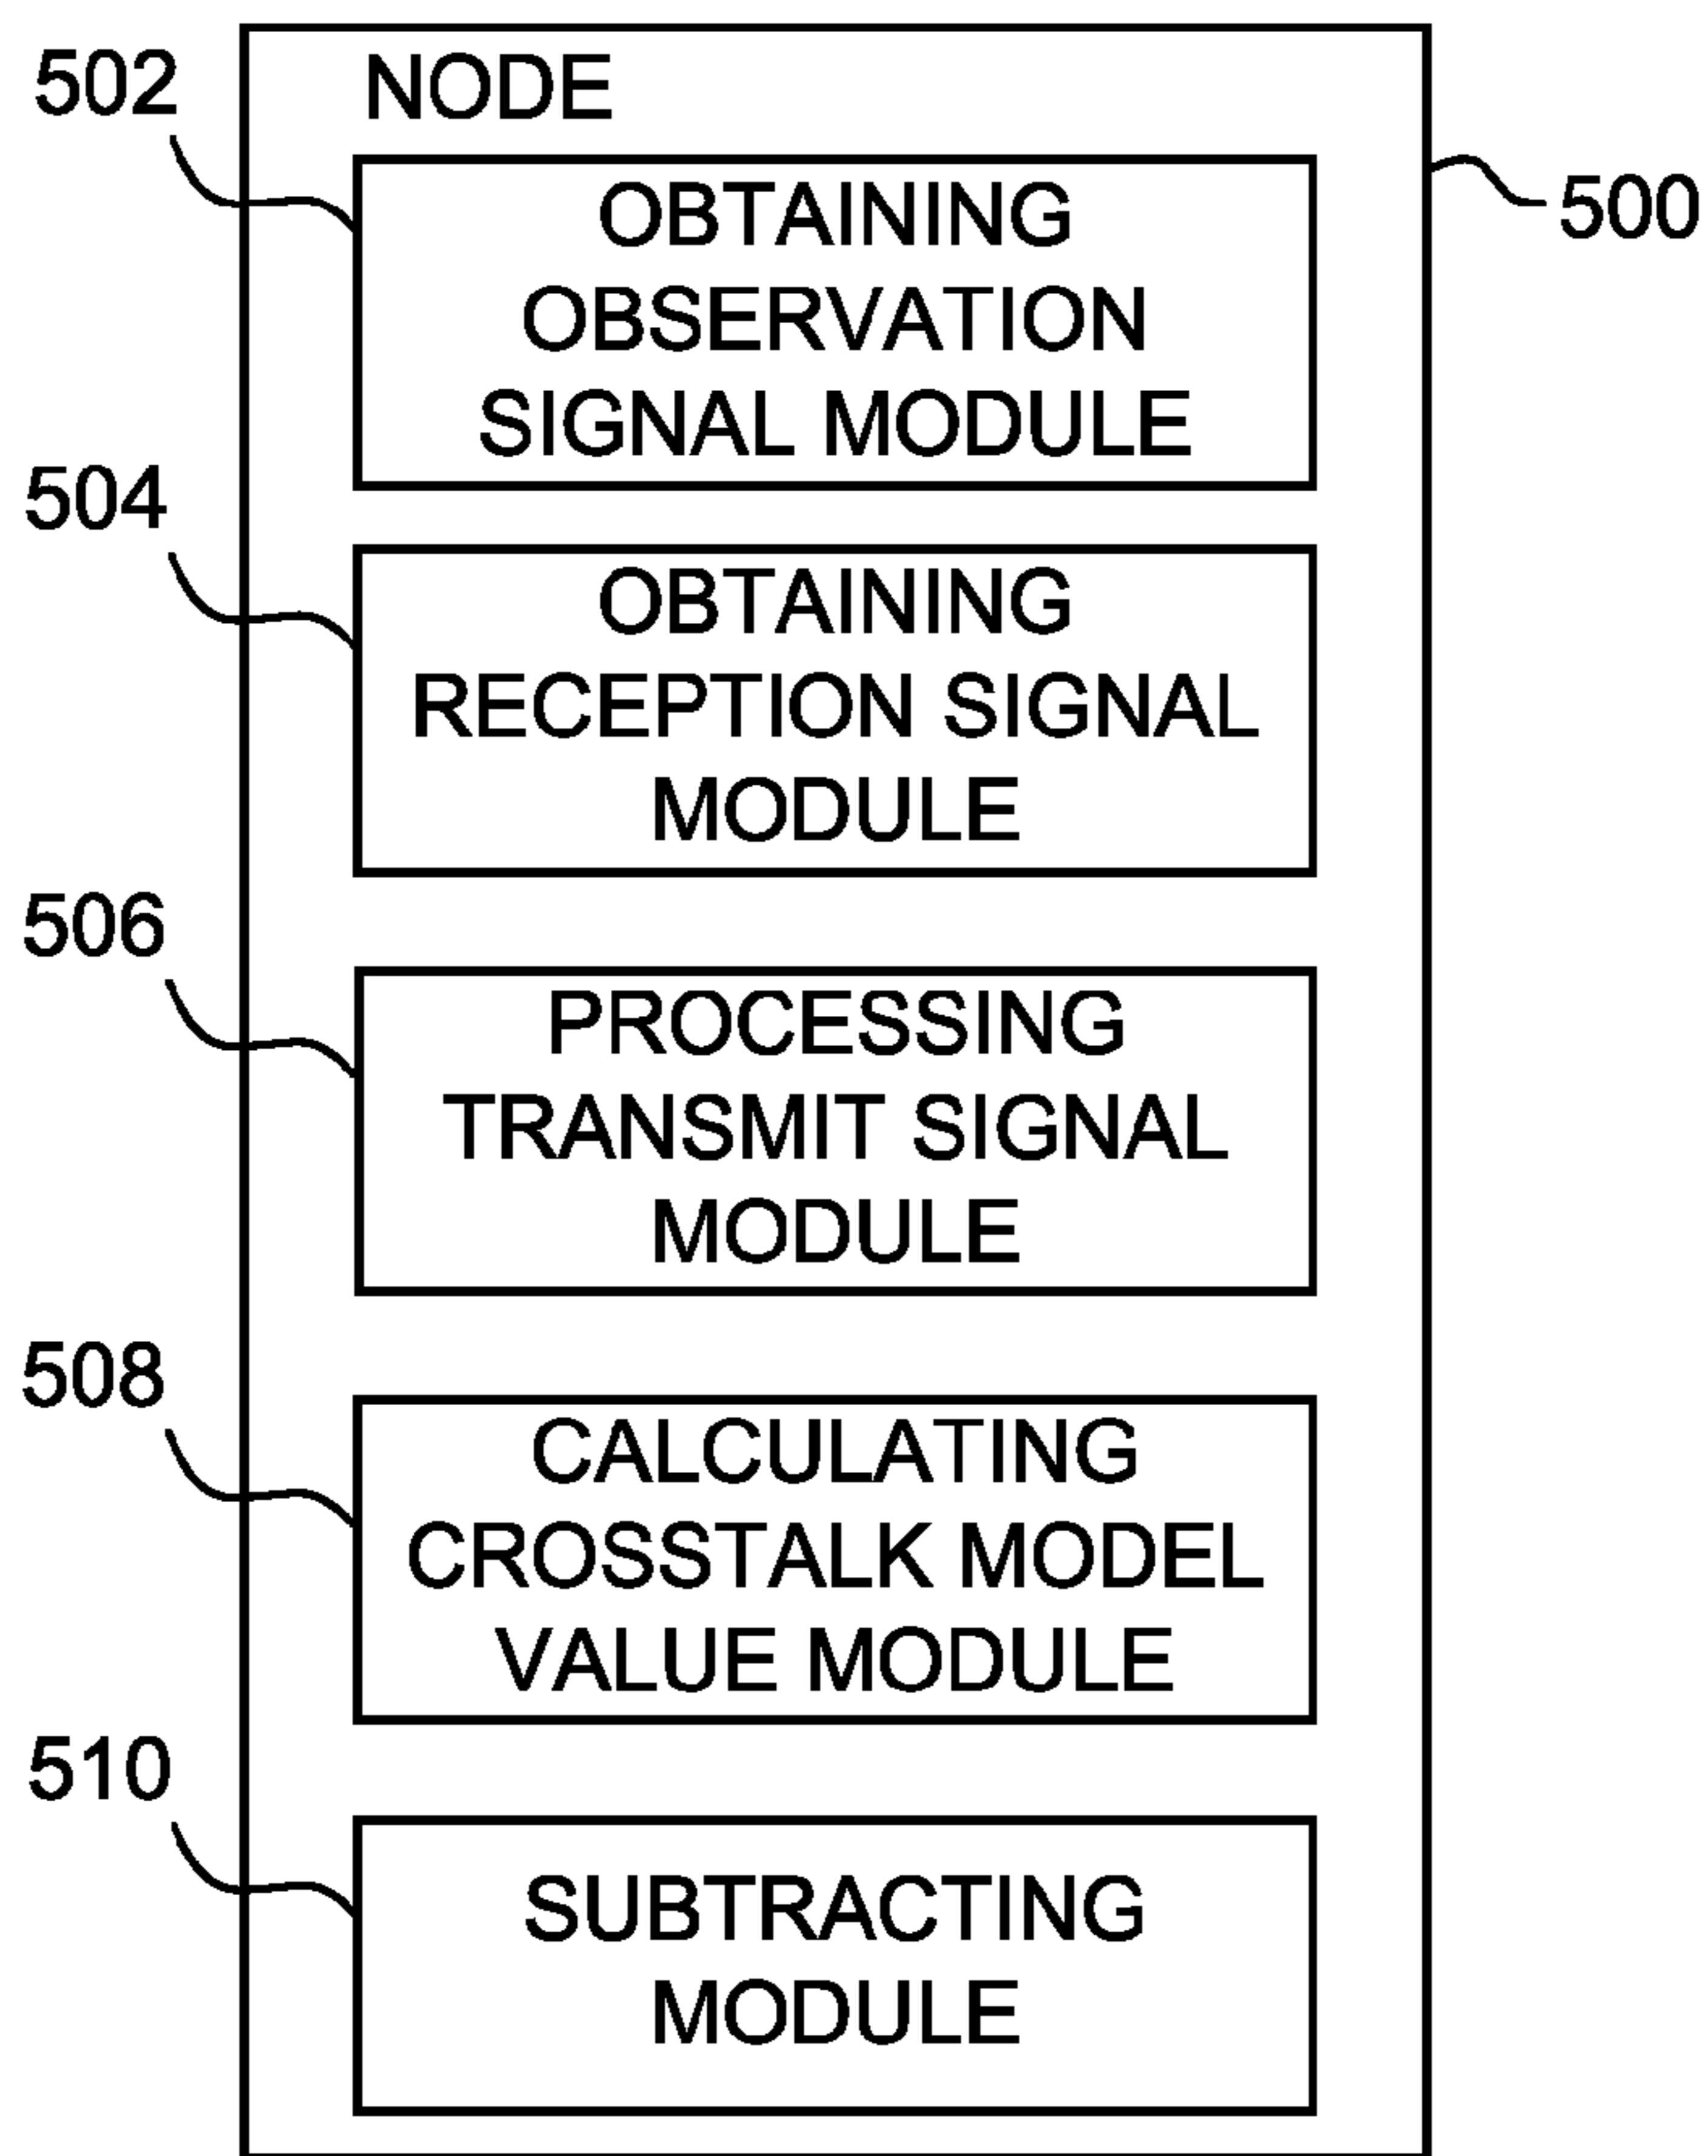 502
NODE
500
OBTAINING
OBSERVATION
SIGNAL MODULE
504
OBTAINING
RECEPTION SIGNAL
MODULE
506
PROCESSING
TRANSMIT SIGNAL
MODULE
508
CALCULATING
CROSSTALK MODEL
VALUE MODULE
510
SUBTRACTING
MODULE